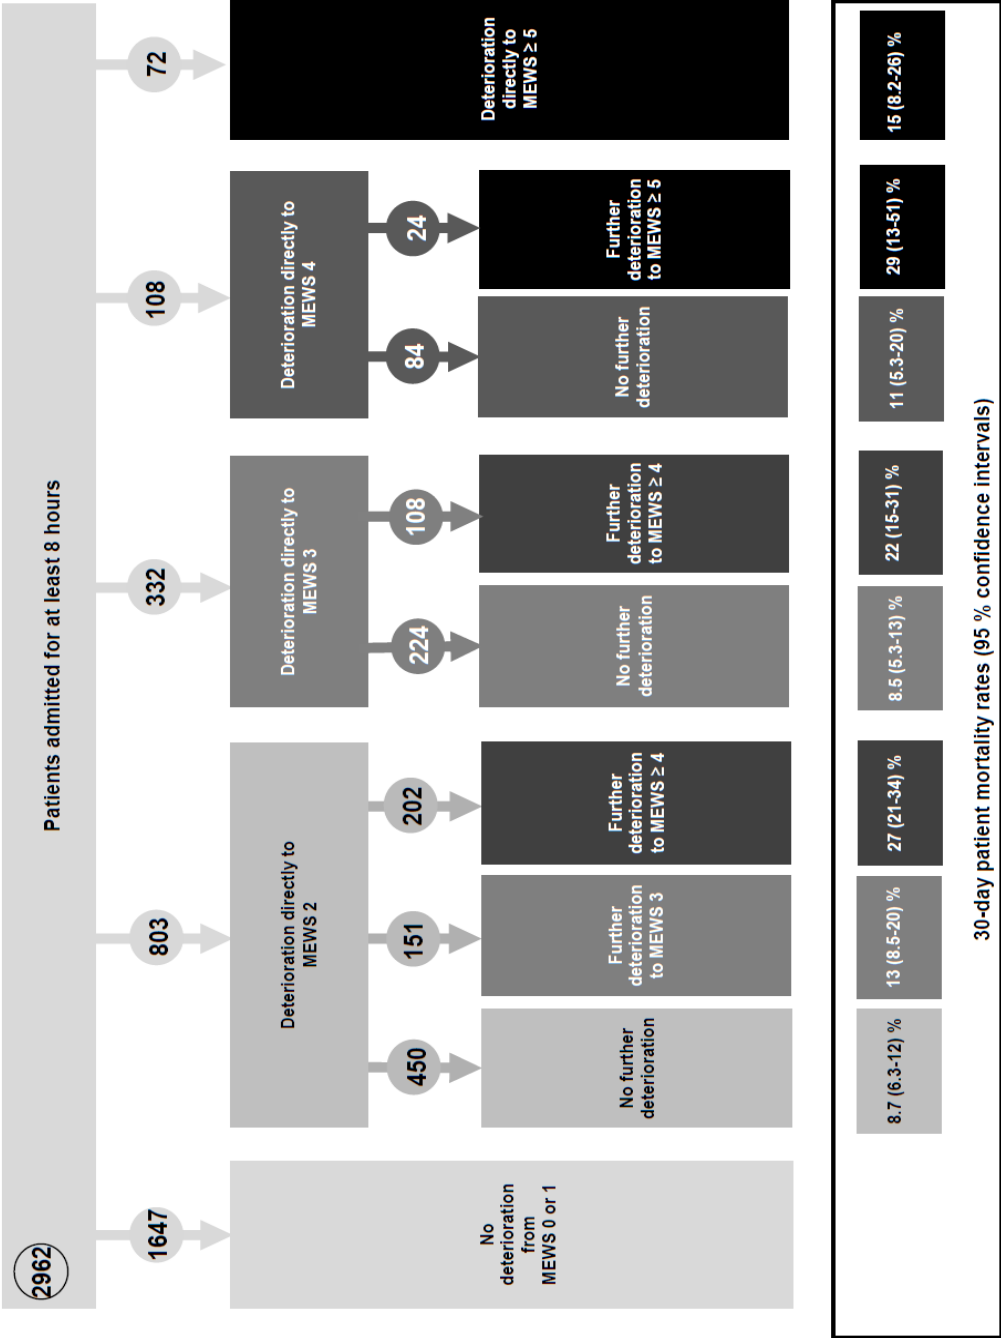 Patients admitted for at least 8 hours
2962
1647
803
332
108
72
No
deterioration
from
MEWS 0 or 1
Deterioration directly to
MEWS 2
Deterioration directly to
MEWS 3
Deterioration directly to
MEWS 4
Deterioration
directly to
MEWS ≥ 5
450
151
202
224
108
84
24
No further
deterioration
Further
deterioration
to MEWS 3
Further
deterioration
to MEWS ≥ 4
No further
deterioration
Further
deterioration
to MEWS ≥ 4
No further
deterioration
Further
deterioration
to MEWS ≥ 5
8.7 (6.3-12) %
13 (8.5-20) %
27 (21-34) %
8.5 (5.3-13) %
22 (15-31) %
11 (5.3-20) %
29 (13-51) %
15 (8.2-26) %
30-day patient mortality rates (95 % confidence intervals)